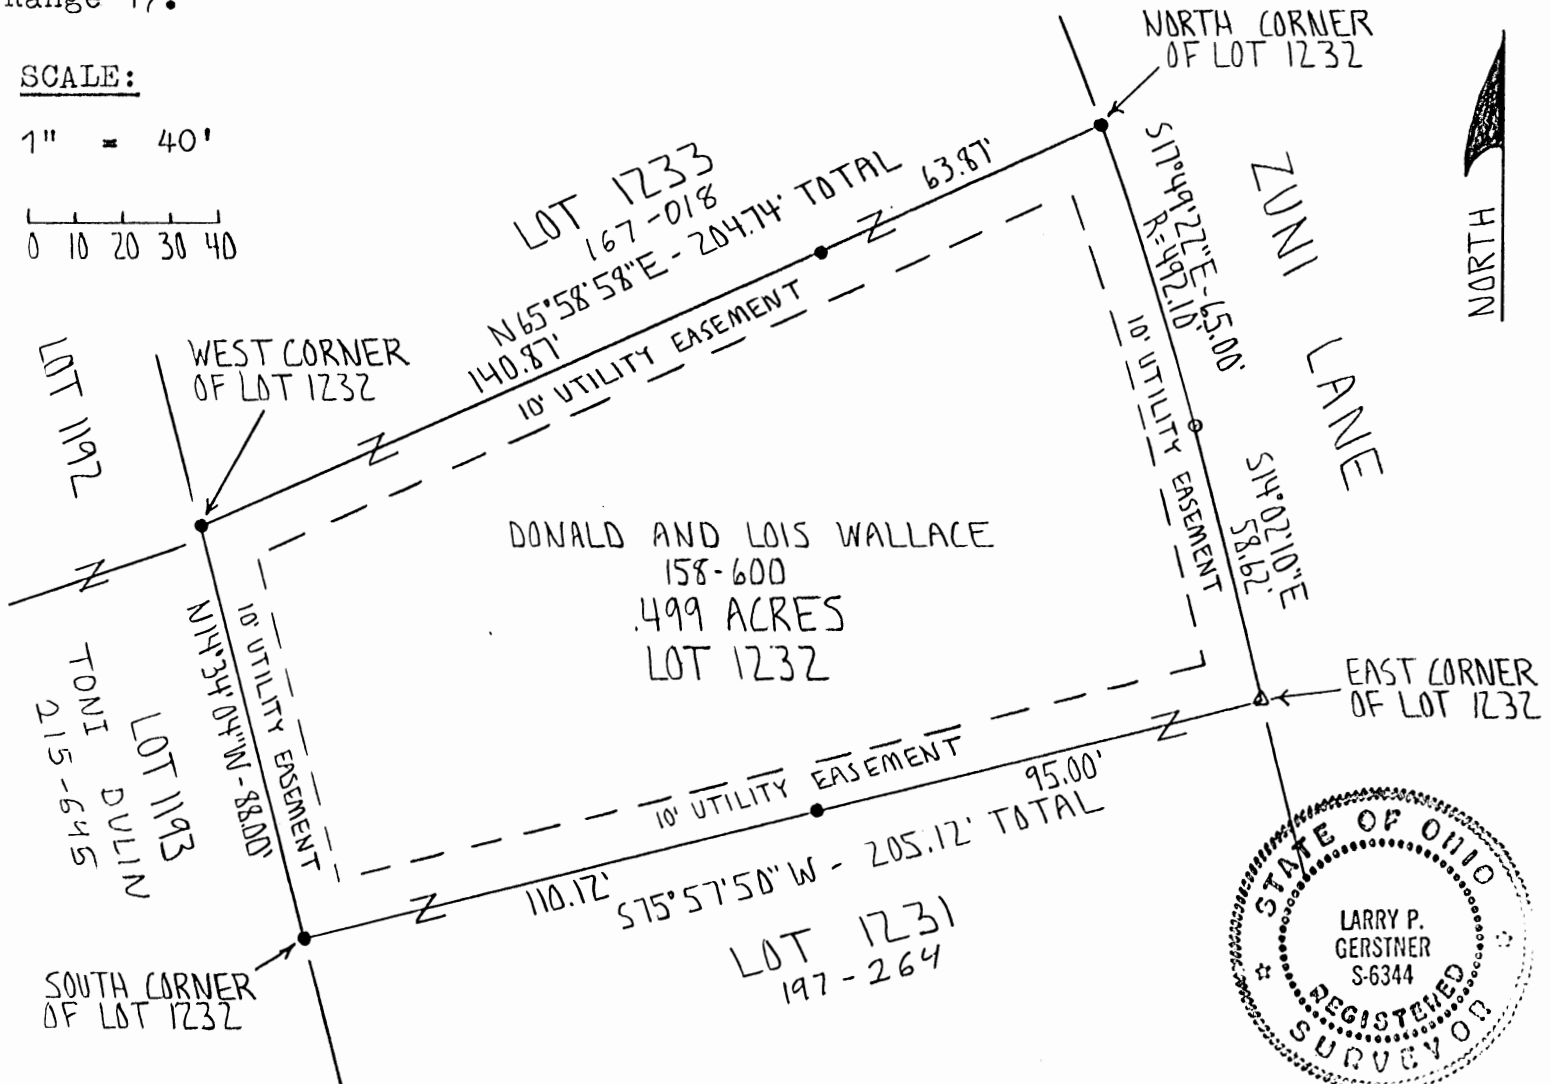 Range 17.
SCALE:
1" = 40'
0 10 20 30 40
NORTH CORNER
OF LOT 1232
NORTH
LOT 1233
167-018
N65°58'58"E - 204.74' TOTAL
63.87'
140.87'
10' UTILITY EASEMENT
S17°49'22"E-65.00'
R=492.10'
ZUNI LANE
10' UTILITY EASEMENT
S14°02'10"E
58.62'
LOT 1192
WEST CORNER
OF LOT 1232
DONALD AND LOIS WALLACE
158-600
.499 ACRES
LOT 1232
N14°34'04"W-88.00'
10' UTILITY EASEMENT
LOT 1193
TONI DULIN
215-645
EAST CORNER
OF LOT 1232
10' UTILITY EASEMENT
95.00'
110.12'
S75°57'50"W - 205.12' TOTAL
LOT 1231
197-264
SOUTH CORNER
OF LOT 1232
STATE OF OHIO
LARRY P.
GERSTNER
S-6344
REGISTERED
SURVEYOR